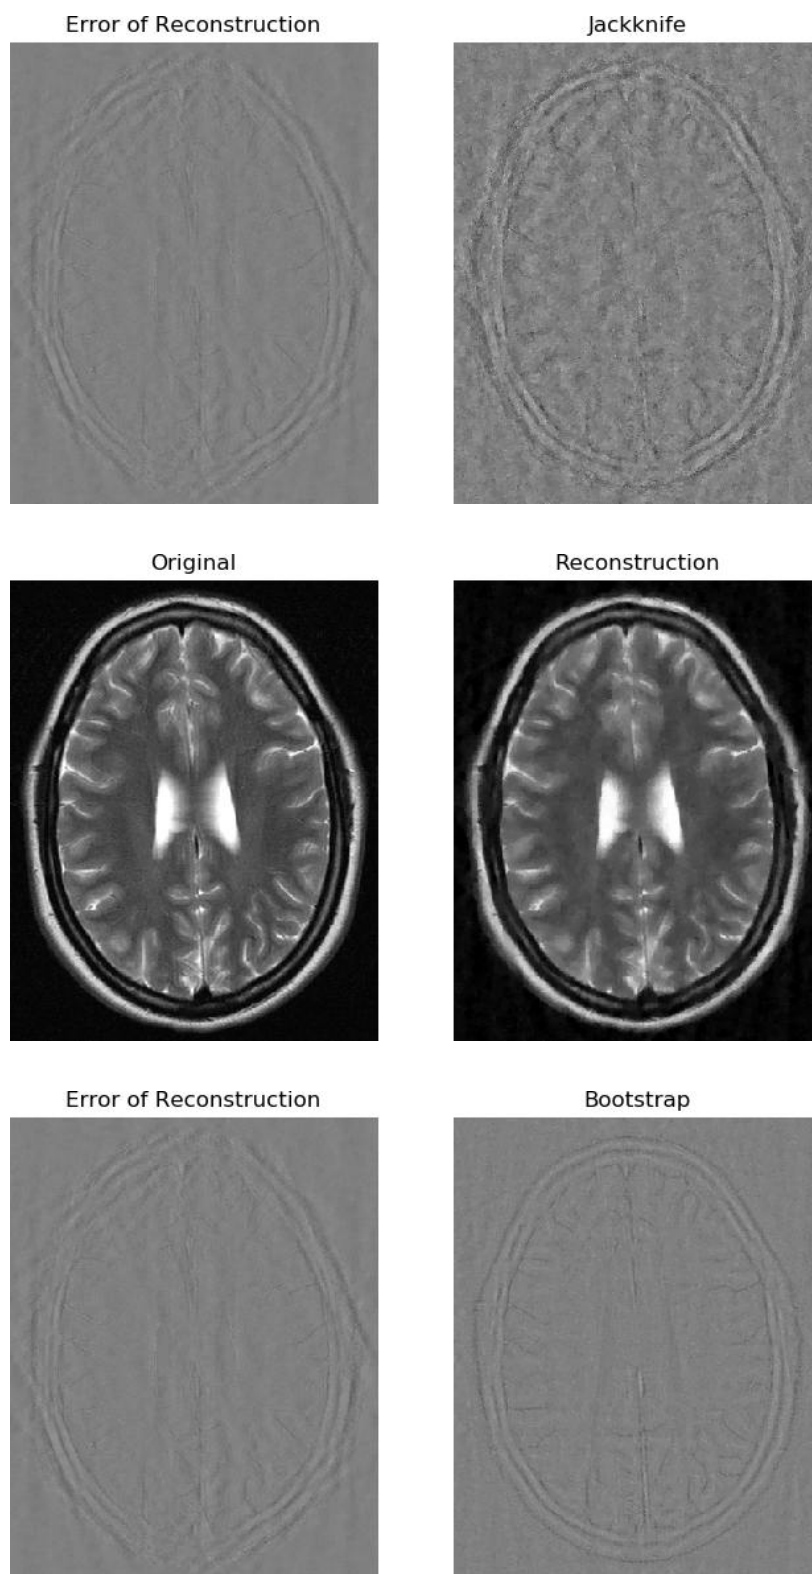 Error of Reconstruction
Jackknife
Original
Reconstruction
Error of Reconstruction
Bootstrap